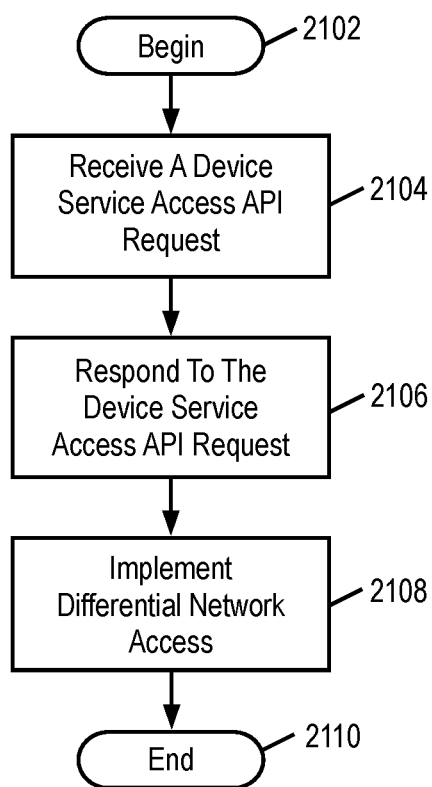 Begin
2102
Receive A Device
Service Access API
Request
2104
Respond To The
Device Service
Access API Request
2106
Implement
Differential Network
Access
2108
End
2110